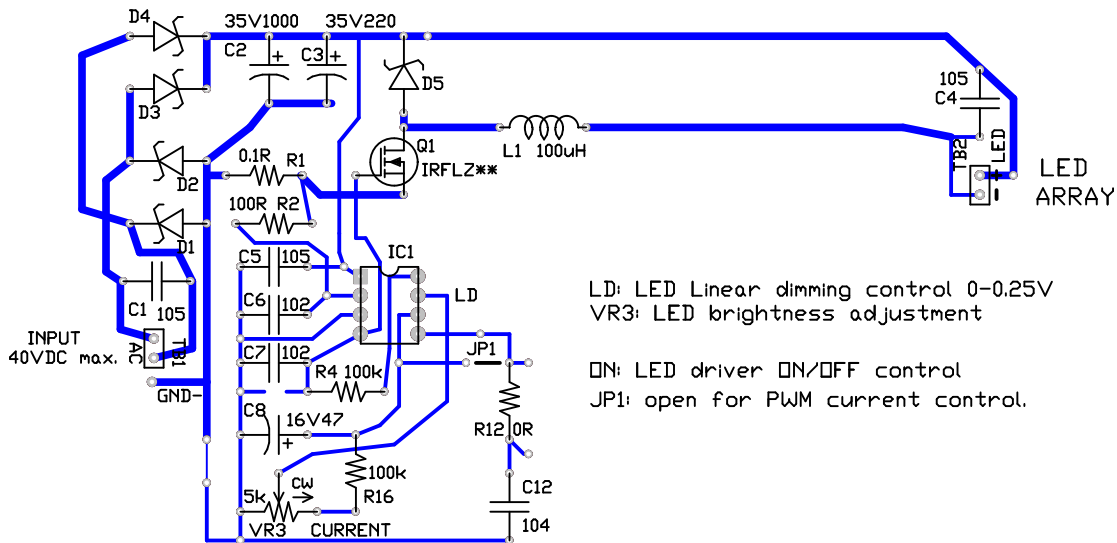 D4
35V1000
35V220
C2
+
C3
+
D5
D3
105
C4
Q1
L1 100uH
IRFLZ**
0.1R R1
D2
TB2
LED
+
-
LED
ARRAY
100R R2
D1
C5 105
IC1
C1
105
C6
102
LD
LD: LED Linear dimming control 0-0.25V
VR3: LED brightness adjustment
INPUT
40VDC max.
AC
TB1
C7 102
JP1
R4 100k
GND-
ON: LED driver ON/OFF control
JP1: open for PWM current control.
C8
16V47
+
R12 0R
100k
R16
5k
CW
VR3
CURRENT
C12
104